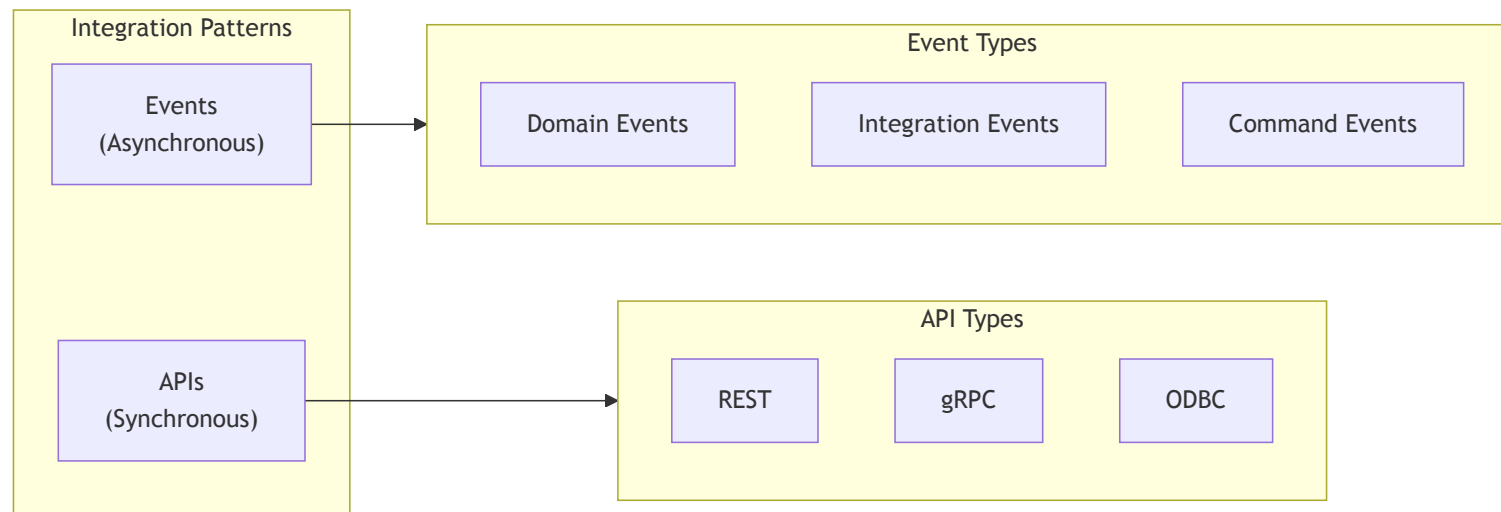 Integration Patterns
Events
(Asynchronous)
APIs
(Synchronous)
Event Types
Domain Events
Integration Events
Command Events
API Types
REST
gRPC
ODBC